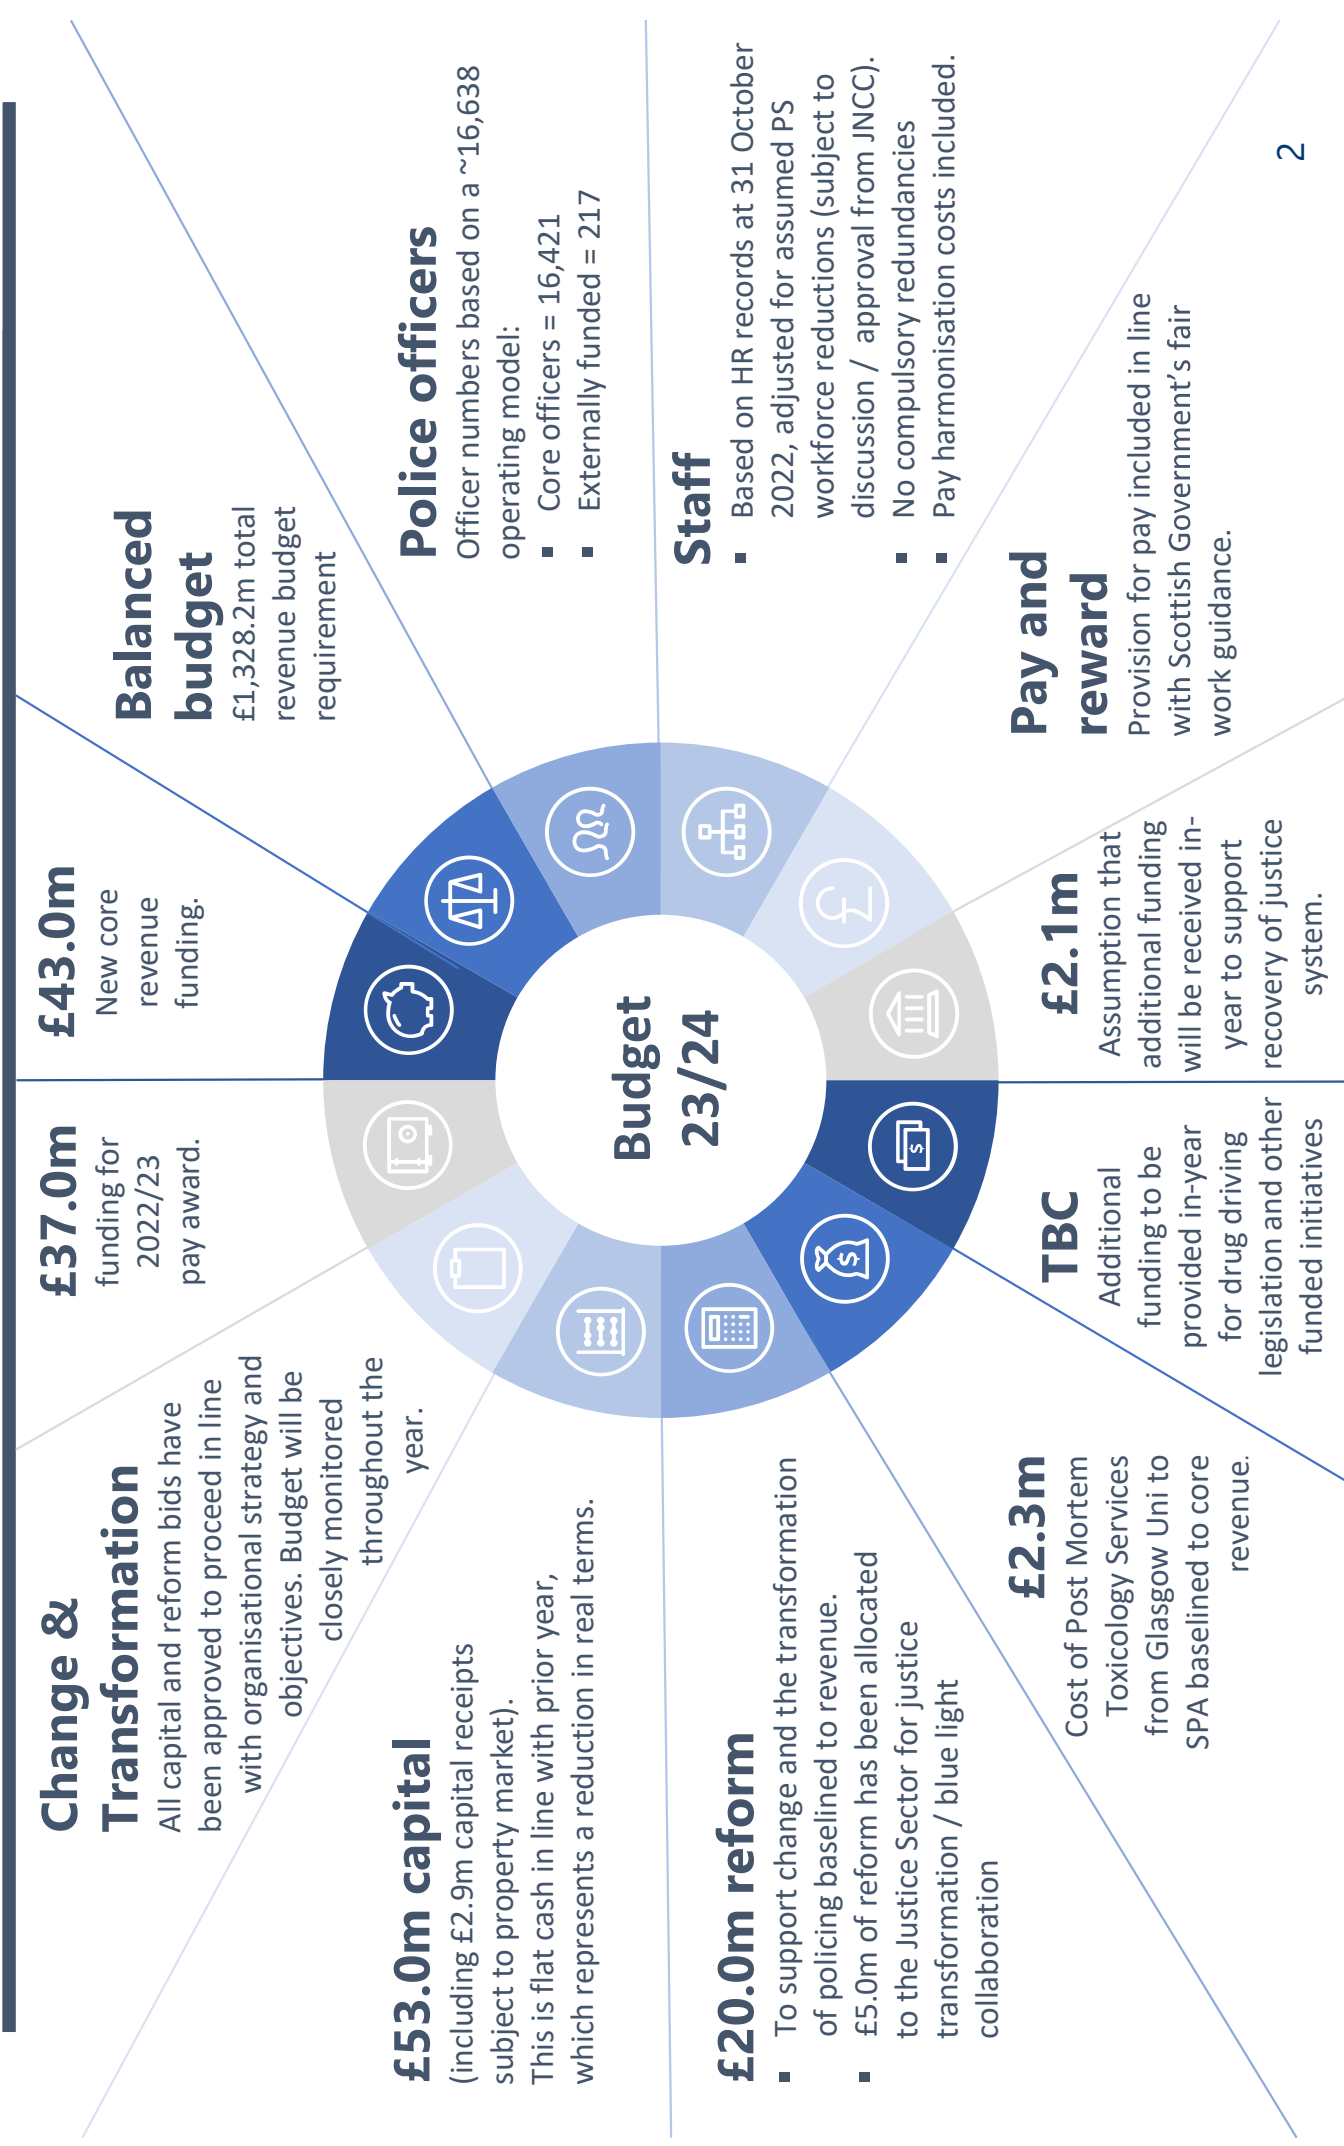 Change &
Transformation
All capital and reform bids have
been approved to proceed in line
with organisational strategy and
objectives. Budget will be
closely monitored
throughout the
year.
£37.0m
funding for
2022/23
pay award.
£43.0m
New core
revenue
funding.
Balanced
budget
£1,328.2m total
revenue budget
requirement
£53.0m capital
(including £2.9m capital receipts
subject to property market).
This is flat cash in line with prior year,
which represents a reduction in real terms.
Police officers
Officer numbers based on a ~16,638
operating model:
▪ Core officers = 16,421
▪ Externally funded = 217
Budget
23/24
£20.0m reform
▪ To support change and the transformation
of policing baselined to revenue.
▪ £5.0m of reform has been allocated
to the Justice Sector for justice
transformation / blue light
collaboration
Staff
▪ Based on HR records at 31 October
2022, adjusted for assumed PS
workforce reductions (subject to
discussion / approval from JNCC).
▪ No compulsory redundancies
▪ Pay harmonisation costs included.
£2.3m
Cost of Post Mortem
Toxicology Services
from Glasgow Uni to
SPA baselined to core
revenue.
TBC
Additional
funding to be
provided in-year
for drug driving
legislation and other
funded initiatives
£2.1m
Assumption that
additional funding
will be received in-
year to support
recovery of justice
system.
Pay and
reward
Provision for pay included in line
with Scottish Government's fair
work guidance.
2